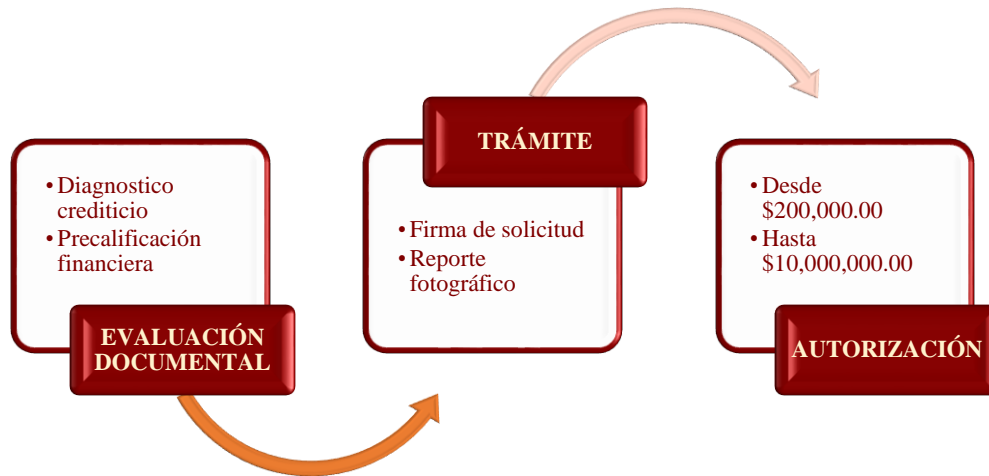 • Diagnostico
crediticio
• Precalificación
financiera
EVALUACIÓN
DOCUMENTAL
TRÁMITE
• Firma de solicitud
• Reporte
fotográfico
• Desde
$200,000.00
• Hasta
$10,000,000.00
AUTORIZACIÓN